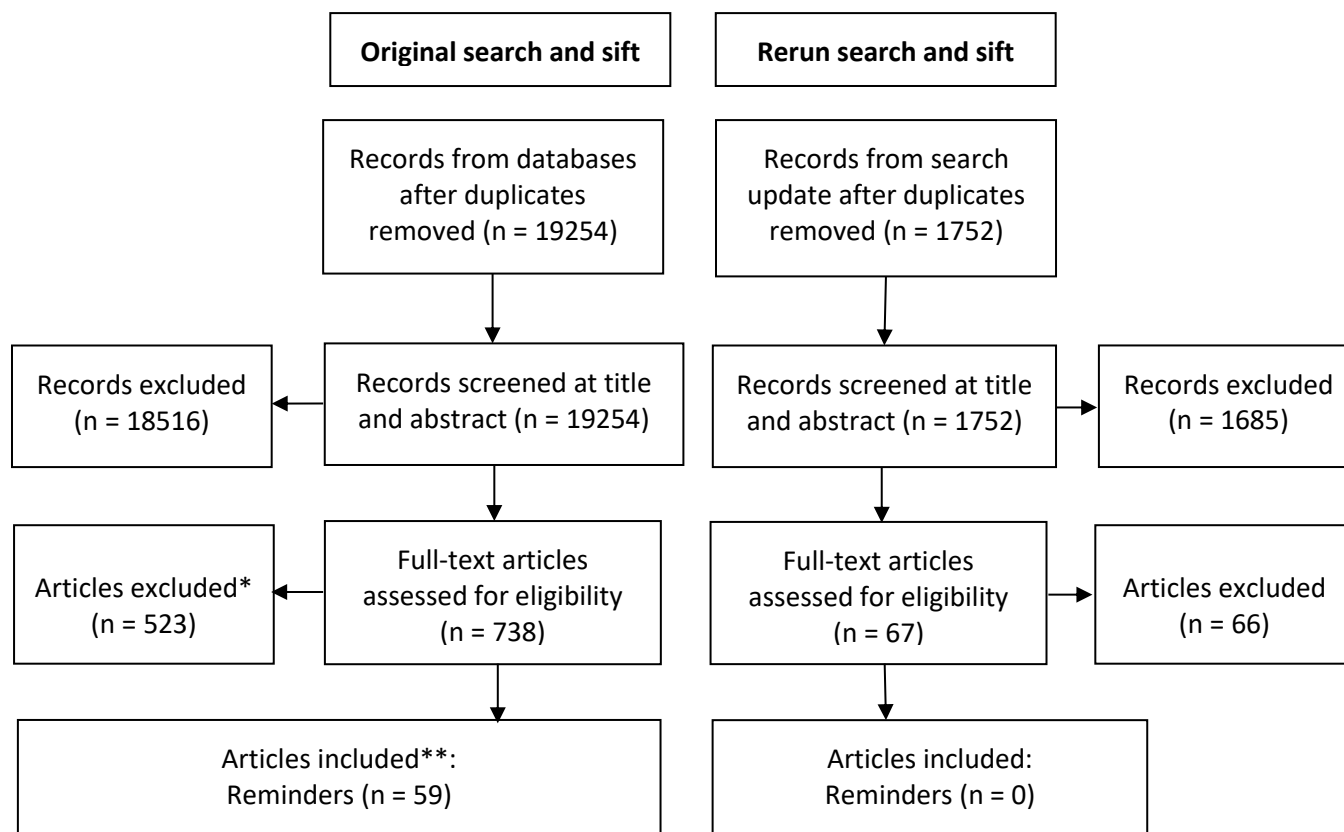 Original search and sift
Rerun search and sift
Records from databases
after duplicates
removed (n = 19254)
Records from search
update after duplicates
removed (n = 1752)
Records excluded
(n = 18516)
Records screened at title
and abstract (n = 19254)
Records screened at title
and abstract (n = 1752)
Records excluded
(n = 1685)
Articles excluded*
(n = 523)
Full-text articles
assessed for eligibility
(n = 738)
Full-text articles
assessed for eligibility
(n = 67)
Articles excluded
(n = 66)
Articles included**:
Reminders (n = 59)
Articles included:
Reminders (n = 0)